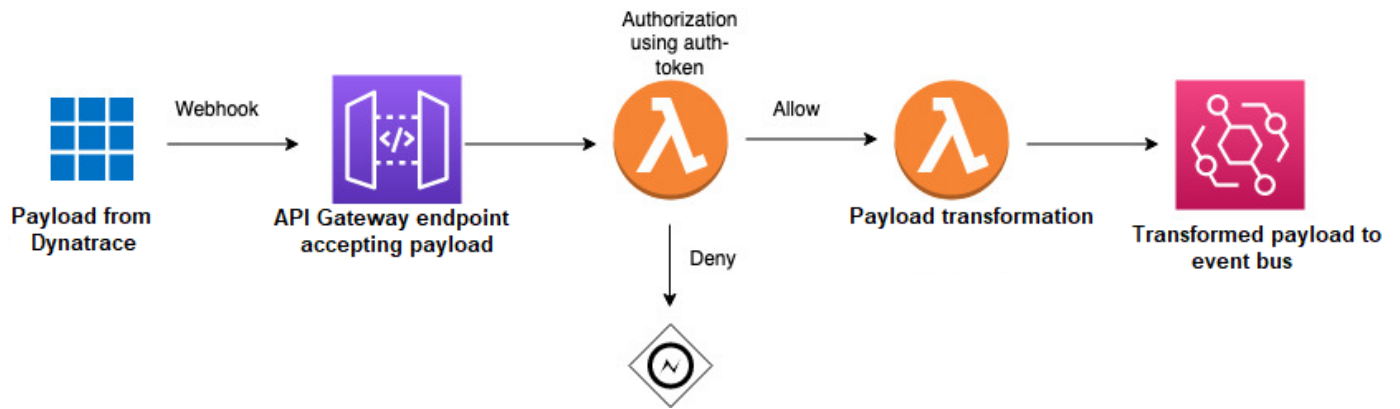 Authorization
using auth-
token
Webhook
Allow
</>
Payload from
Dynatrace
API Gateway endpoint
accepting payload
Payload transformation
Transformed payload to
event bus
Deny